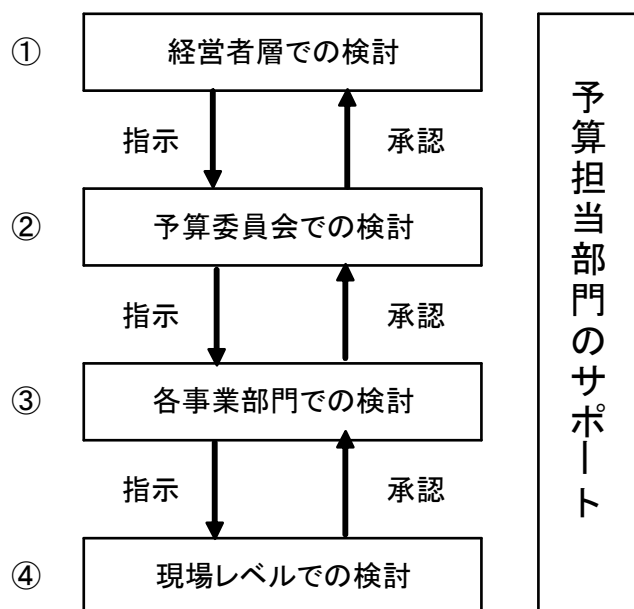 ① 経営者層での検討
指示 承認
② 予算委員会での検討
指示 承認
③ 各事業部門での検討
指示 承認
④ 現場レベルでの検討
予算担当部門のサポート